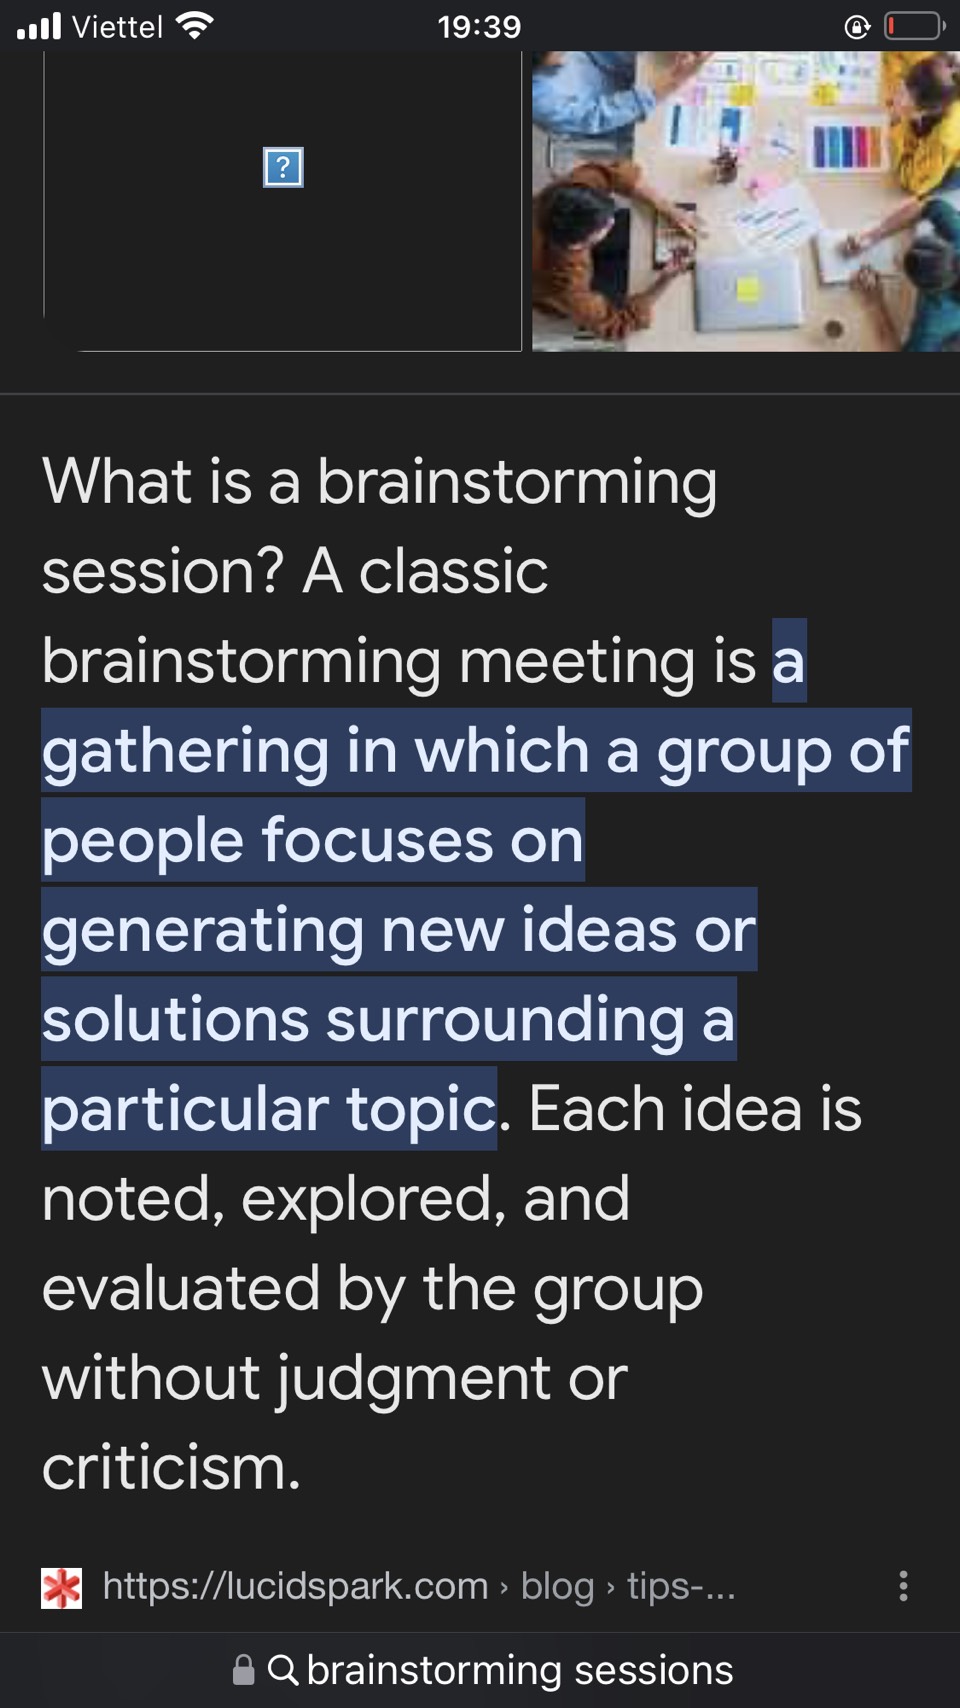 Viettel
19:39
?
What is a brainstorming
session? A classic
brainstorming meeting is a
gathering in which a group of
people focuses on
generating new ideas or
solutions surrounding a
particular topic. Each idea is
noted, explored, and
evaluated by the group
without judgment or
criticism.
https://lucidspark.com › blog › tips-...
brainstorming sessions